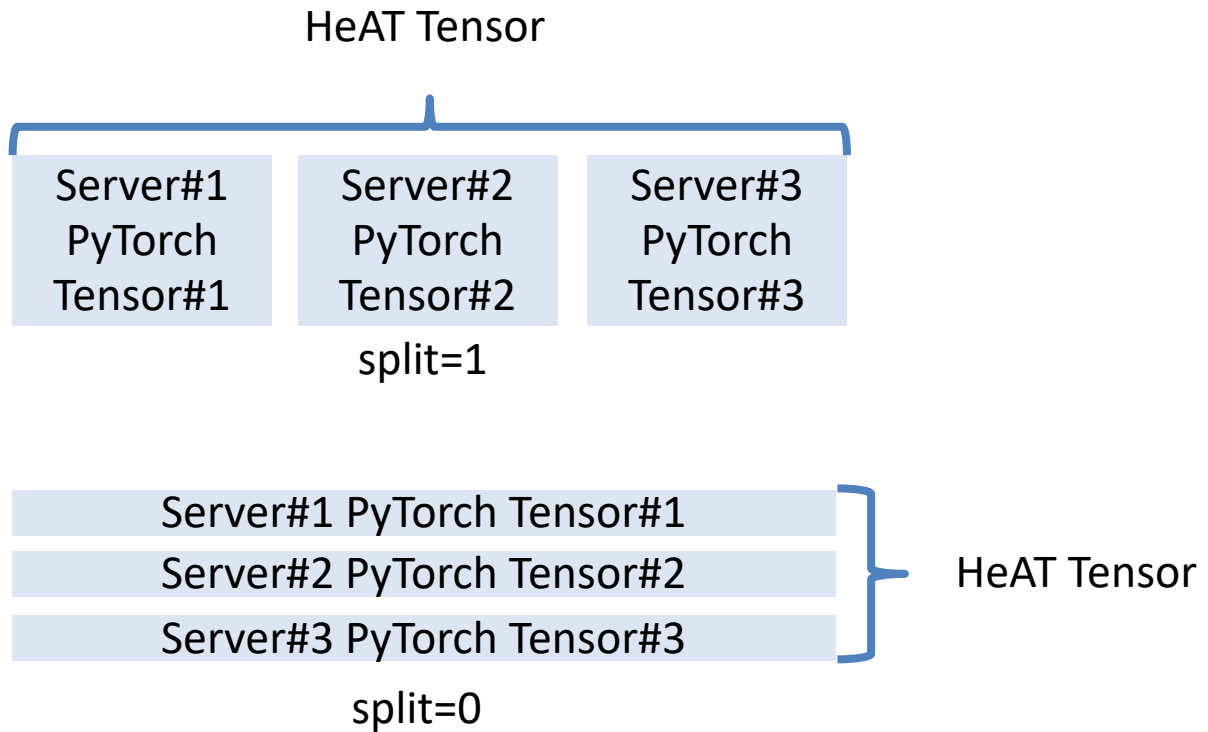 HeAT Tensor
Server#1
PyTorch
Tensor#1
Server#2
PyTorch
Tensor#2
Server#3
PyTorch
Tensor#3
split=1
Server#1 PyTorch Tensor#1
Server#2 PyTorch Tensor#2
Server#3 PyTorch Tensor#3
HeAT Tensor
split=0